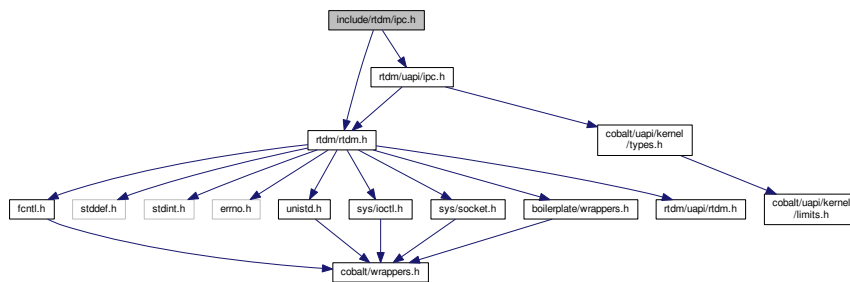 include/rtdm/ipc.h
rtdm/uapi/ipc.h
rtdm/rtdm.h
cobalt/uapi/kernel
/types.h
fcntl.h
stddef.h
stdint.h
errno.h
unistd.h
sys/ioctl.h
sys/socket.h
boilerplate/wrappers.h
rtdm/uapi/rtdm.h
cobalt/uapi/kernel
/limits.h
cobalt/wrappers.h